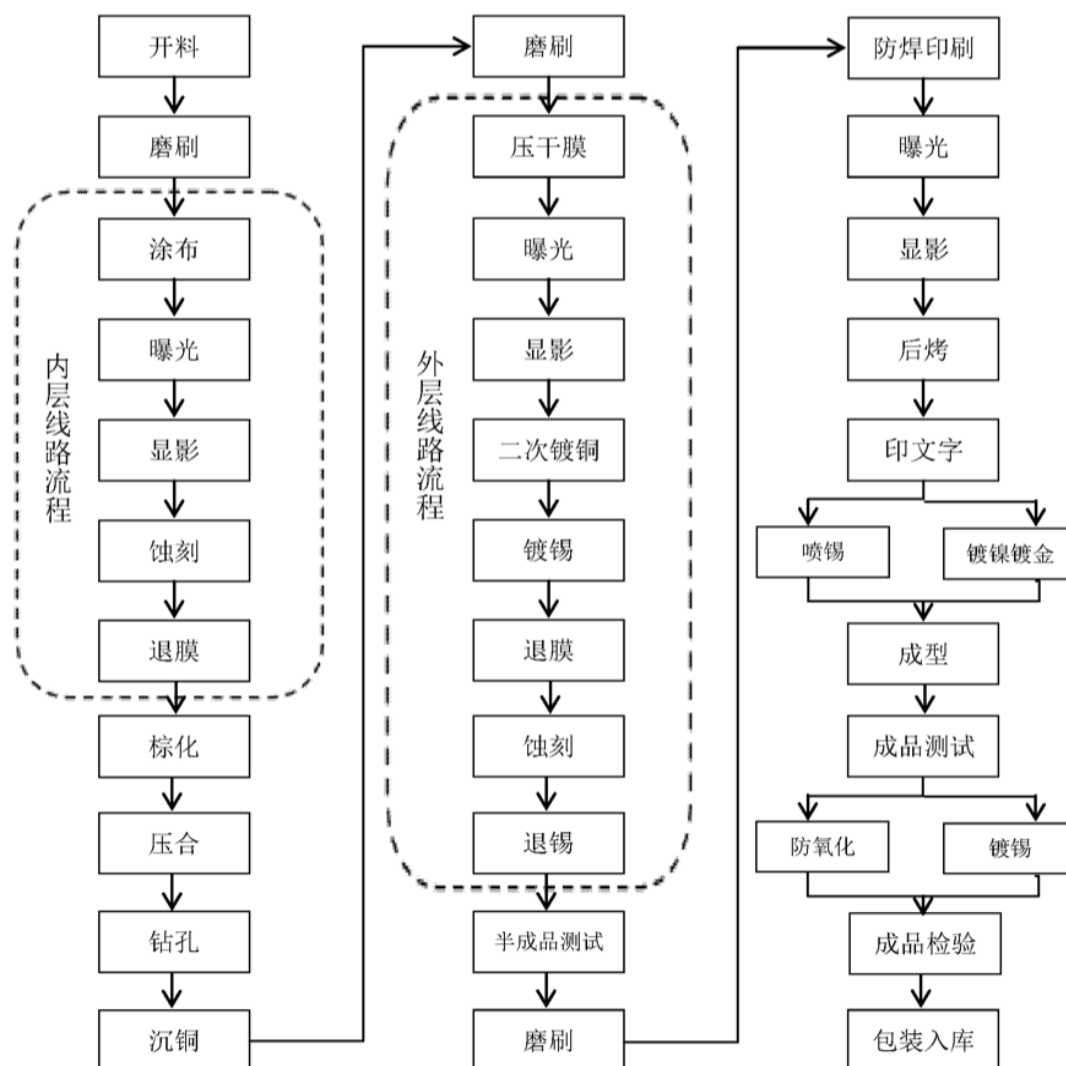 开料
磨刷
内层线路流程
涂布
曝光
显影
蚀刻
退膜
棕化
压合
钻孔
沉铜
磨刷
外层线路流程
压干膜
曝光
显影
二次镀铜
镀锡
退膜
蚀刻
退锡
半成品测试
磨刷
防焊印刷
曝光
显影
后烤
印文字
喷锡
镀镍镀金
成型
成品测试
防氧化
镀锡
成品检验
包装入库